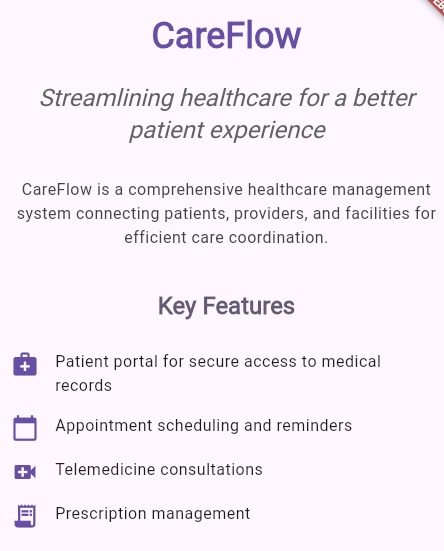 CareFlow
Streamlining healthcare for a better
patient experience
CareFlow is a comprehensive healthcare management
system connecting patients, providers, and facilities for
efficient care coordination.
Key Features
Patient portal for secure access to medical
records
Appointment scheduling and reminders
Telemedicine consultations
Prescription management